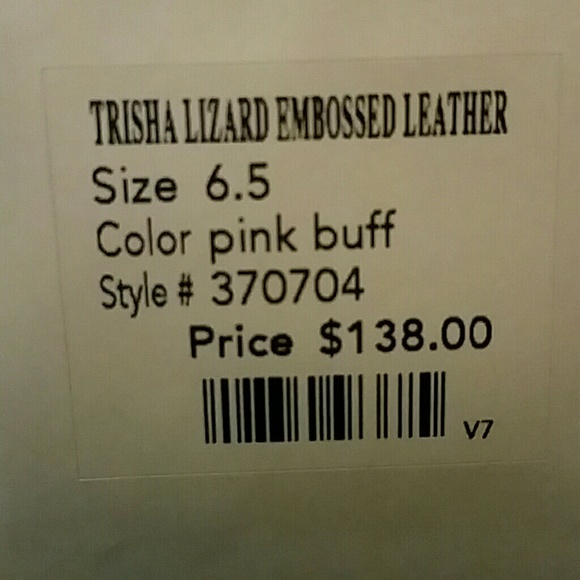 TRISHA LIZARD EMBOSSED LEATHER
Size 6.5
Color pink buff
Style # 370704
Price $138.00
V7